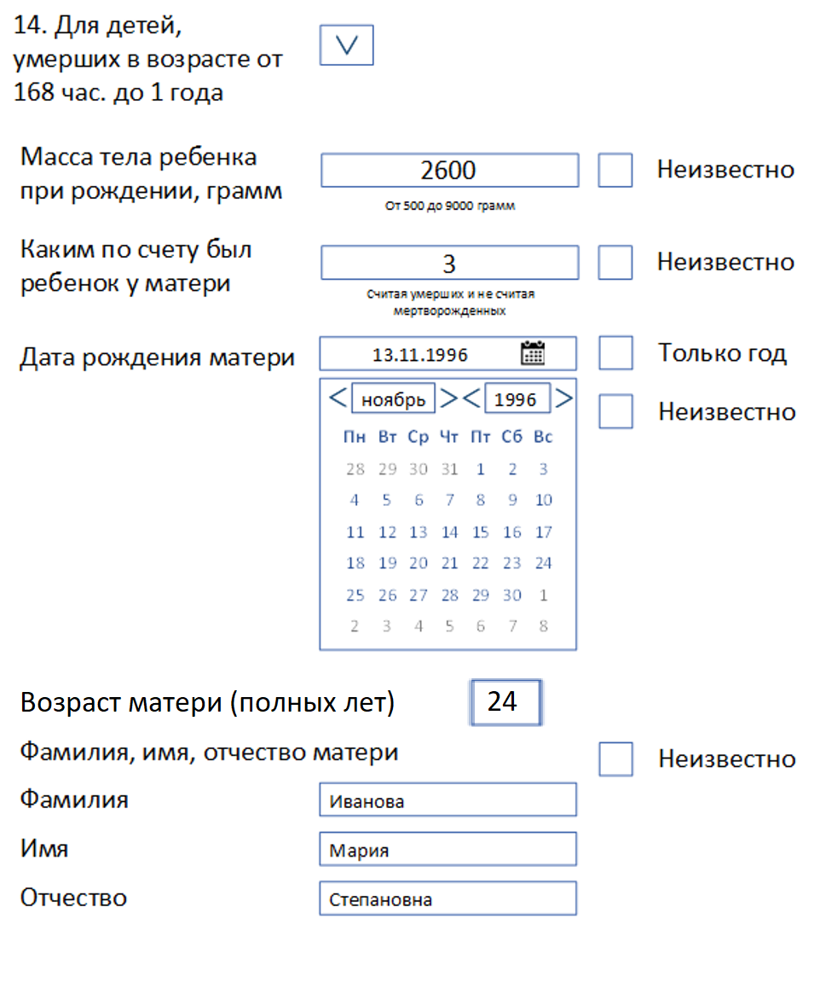 14. Для детей,
умерших в возрасте от
168 час. до 1 года
V
Масса тела ребенка
при рождении, грамм
2600
Неизвестно
От 500 до 9000 грамм
Каким по счету был
ребенок у матери
3
Неизвестно
Считая умерших и не считая
мертворожденных
Дата рождения матери
13.11.1996
Только год
< ноябрь > < 1996 >
Неизвестно
Пн Вт Ср Чт Пт Сб Вс
28 29 30 31 1 2 3
4 5 6 7 8 9 10
11 12 13 14 15 16 17
18 19 20 21 22 23 24
25 26 27 28 29 30 1
2 3 4 5 6 7 8
Возраст матери (полных лет) 24
Фамилия, имя, отчество матери
Неизвестно
Фамилия Иванова
Имя Мария
Отчество Степановна